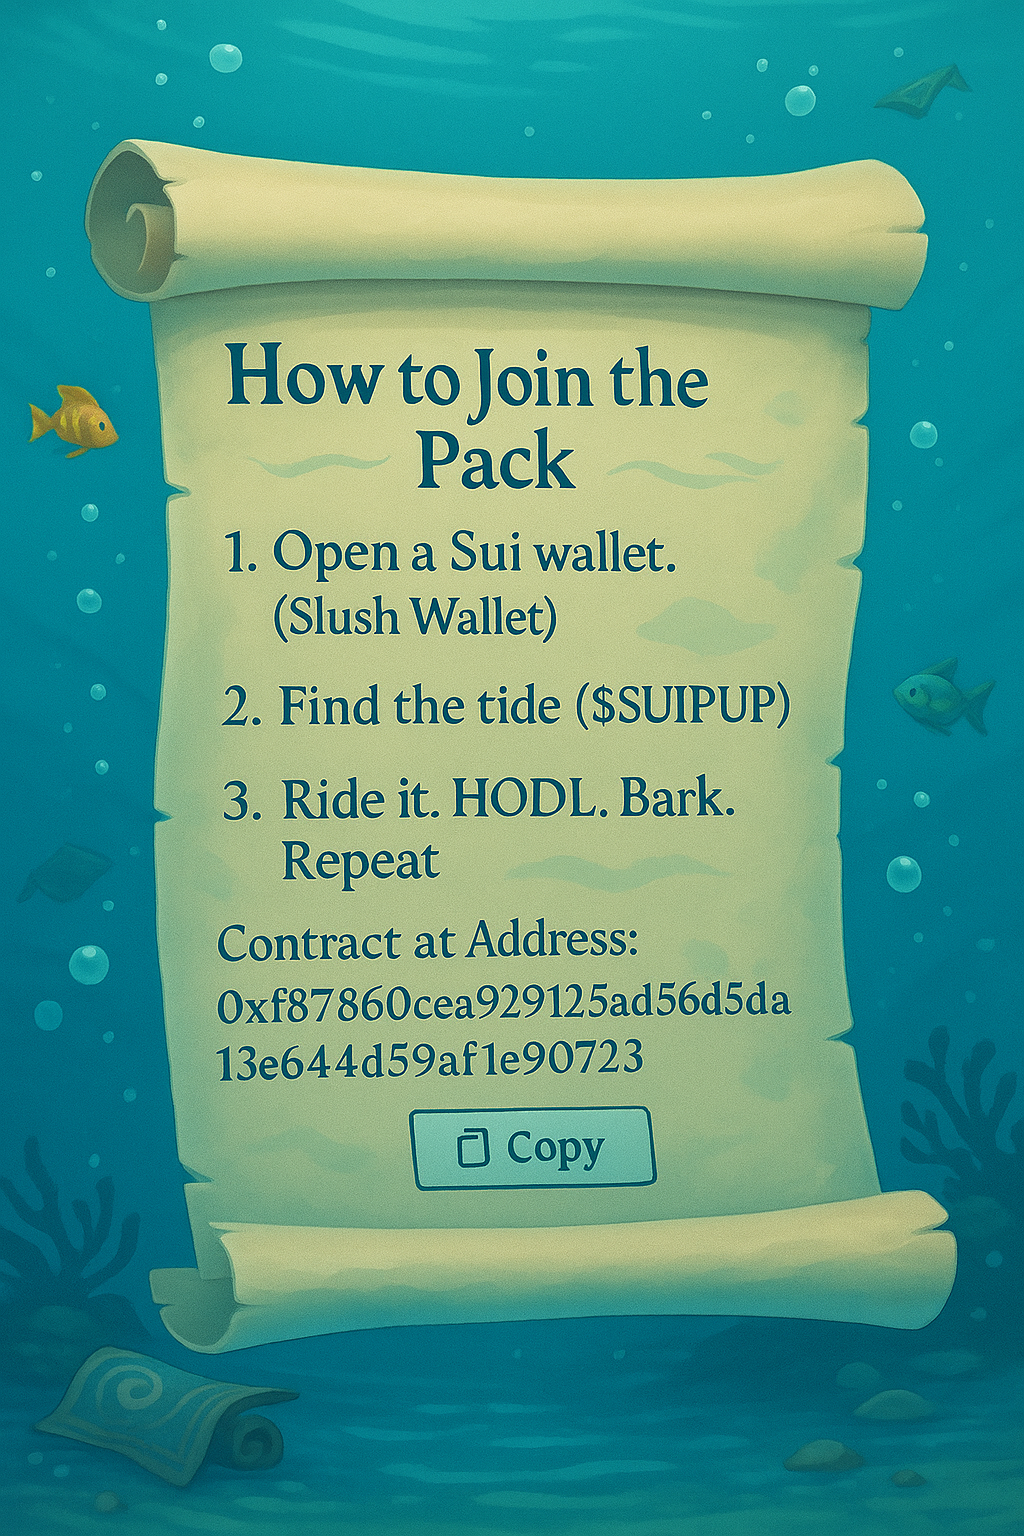 How to Join the
Pack
1. Open a Sui wallet.
(Slush Wallet)
2. Find the tide ($SUIPUP)
3. Ride it. HODL. Bark.
Repeat
Contract at Address:
0xf87860cea929125ad56d5da
13e644d59af1e90723
Copy